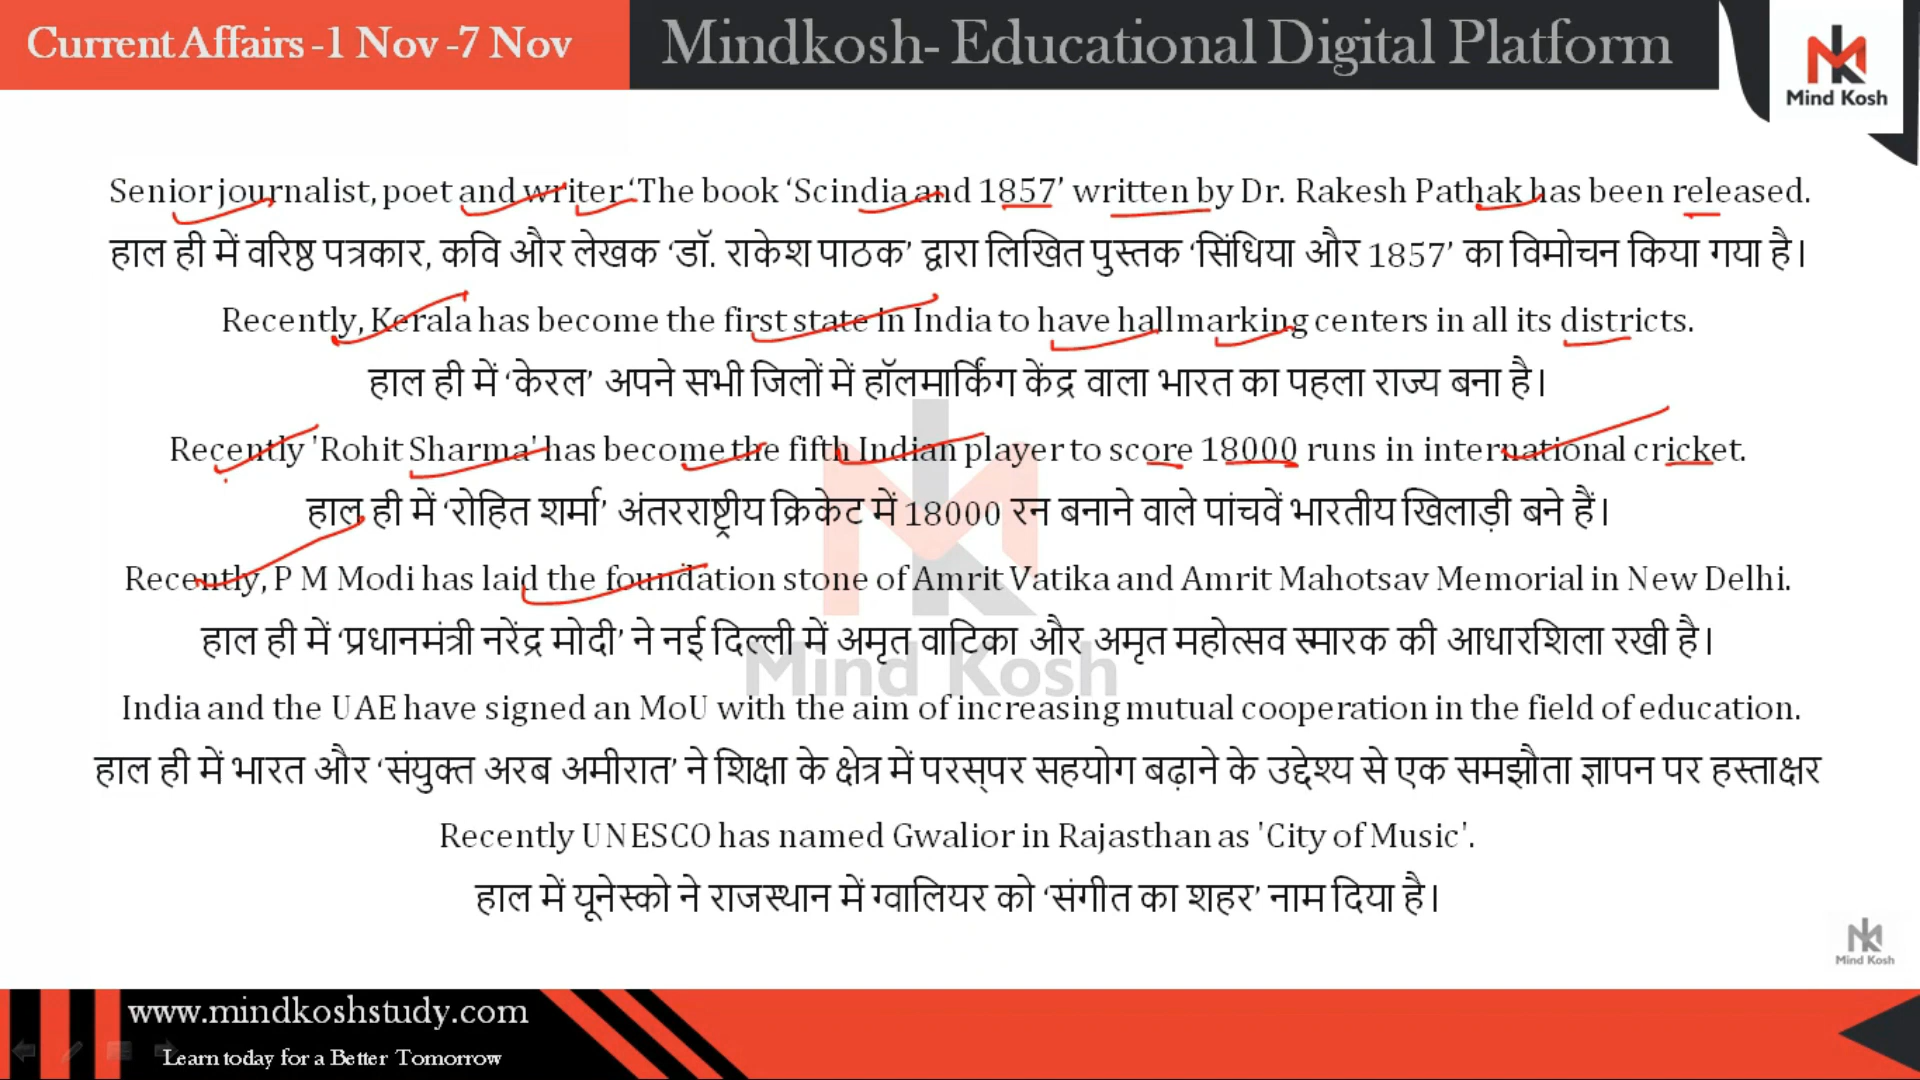 Current Affairs -1 Nov -7 Nov
Mindkosh- Educational Digital Platform
Mind Kosh
Senior journalist, poet and writer ‘The book ‘Scindia and 1857’ written by Dr. Rakesh Pathak has been released.
हाल ही में वरिष्ठ पत्रकार, कवि और लेखक ‘डॉ. राकेश पाठक’ द्वारा लिखित पुस्तक ‘सिंधिया और 1857’ का विमोचन किया गया है।
Recently, Kerala has become the first state in India to have hallmarking centers in all its districts.
हाल ही में ‘केरल’ अपने सभी जिलों में हॉलमार्किंग केंद्र वाला भारत का पहला राज्य बना है।
Recently 'Rohit Sharma' has become the fifth Indian player to score 18000 runs in international cricket.
हाल ही में ‘रोहित शर्मा’ अंतरराष्ट्रीय क्रिकेट में 18000 रन बनाने वाले पांचवें भारतीय खिलाड़ी बने हैं।
Recently, P M Modi has laid the foundation stone of Amrit Vatika and Amrit Mahotsav Memorial in New Delhi.
हाल ही में ‘प्रधानमंत्री नरेंद्र मोदी’ ने नई दिल्ली में अमृत वाटिका और अमृत महोत्सव स्मारक की आधारशिला रखी है।
Mind Kosh
India and the UAE have signed an MoU with the aim of increasing mutual cooperation in the field of education.
हाल ही में भारत और ‘संयुक्त अरब अमीरात’ ने शिक्षा के क्षेत्र में परस्‌पर सहयोग बढ़ाने के उद्देश्य से एक समझौता ज्ञापन पर हस्ताक्षर
Recently UNESCO has named Gwalior in Rajasthan as 'City of Music'.
हाल में यूनेस्को ने राजस्थान में ग्वालियर को ‘संगीत का शहर’ नाम दिया है।
Mind Kosh
www.mindkoshstudy.com
Learn today for a Better Tomorrow